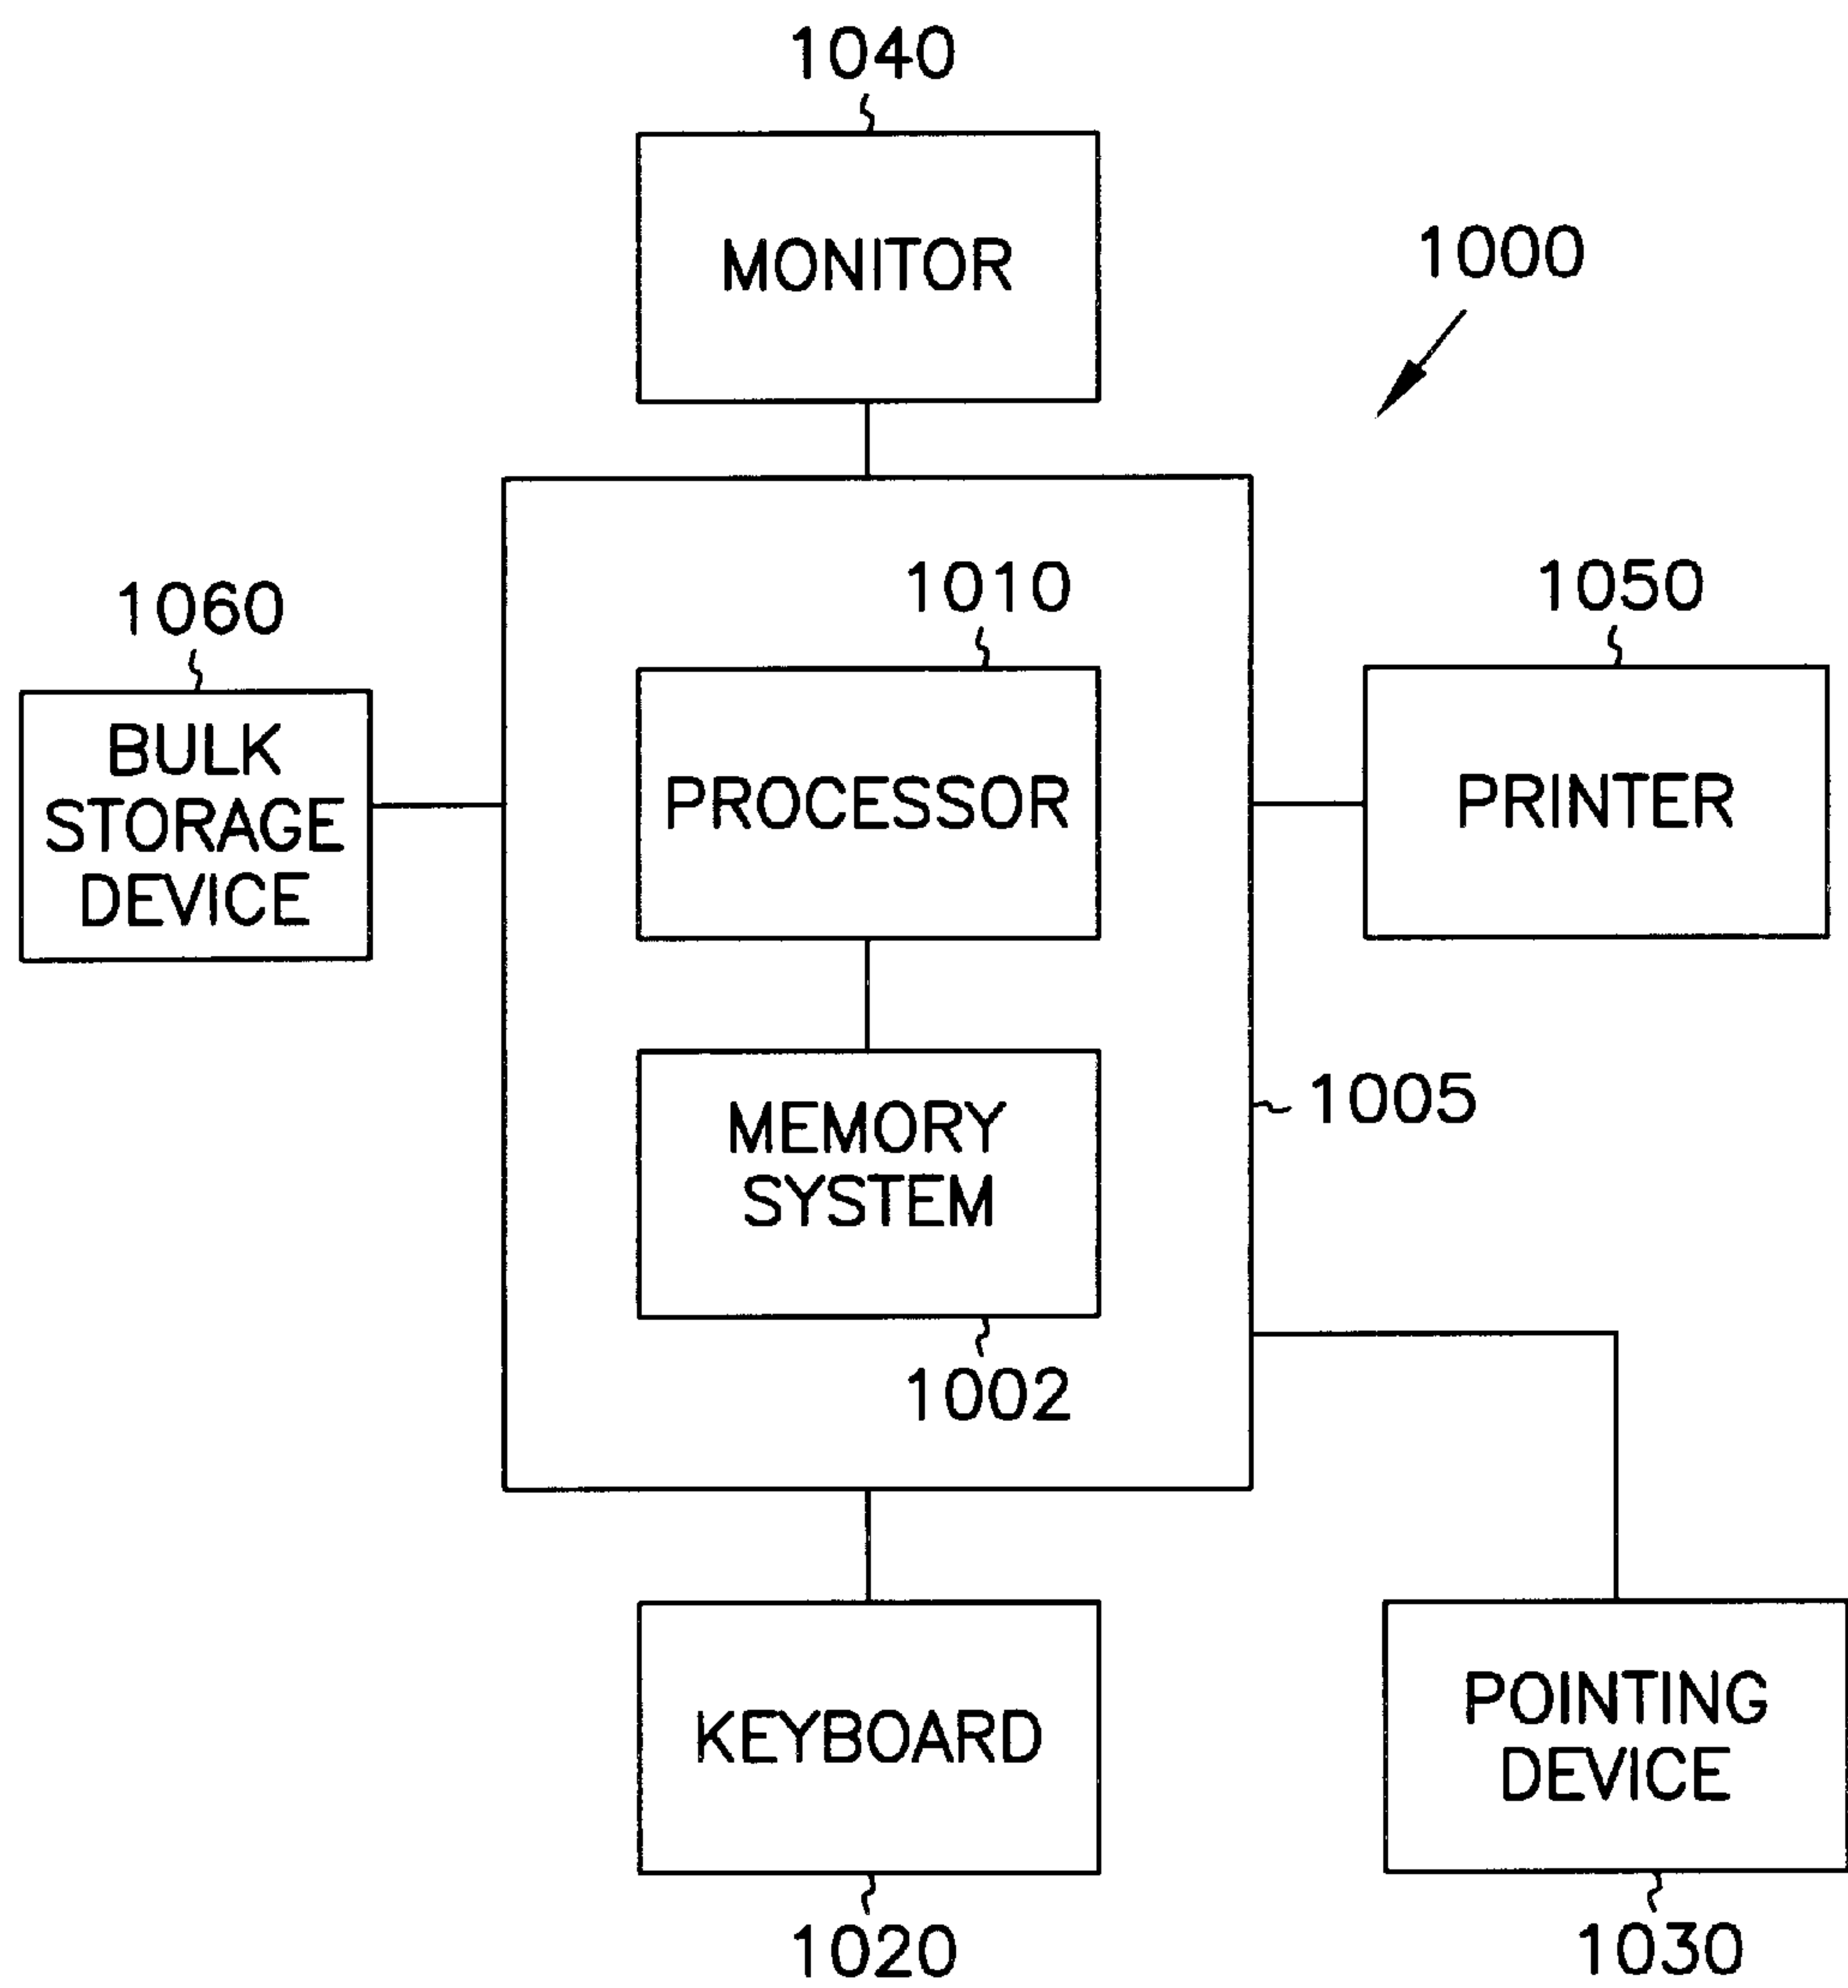 1040
MONITOR
1000
1060
BULK
STORAGE
DEVICE
1010
PROCESSOR
1050
PRINTER
MEMORY
SYSTEM
1005
1002
KEYBOARD
1020
POINTING
DEVICE
1030